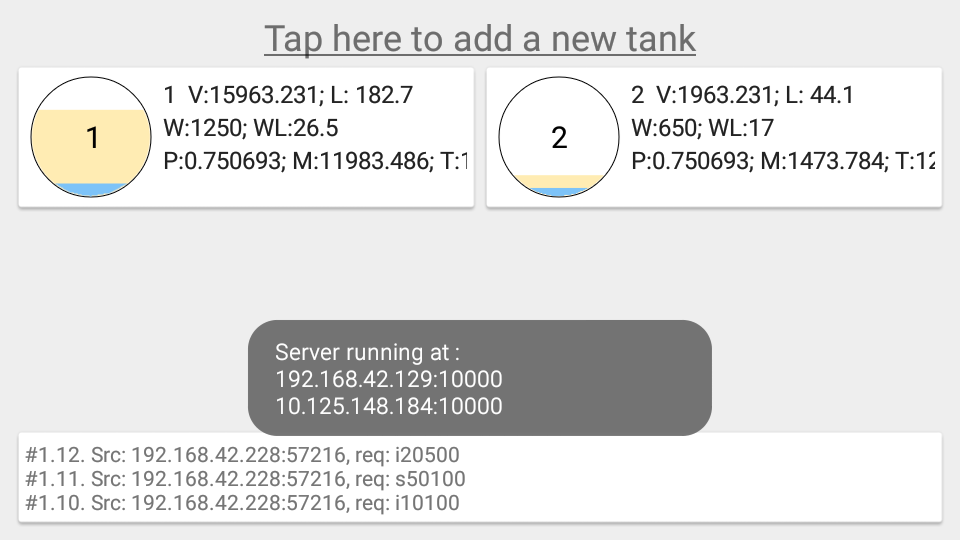 Tap here to add a new tank
1
1 V:15963.231; L: 182.7
W:1250; WL:26.5
P:0.750693; M:11983.486; T:1
2
2 V:1963.231; L: 44.1
W:650; WL:17
P:0.750693; M:1473.784; T:12
Server running at :
192.168.42.129:10000
10.125.148.184:10000
#1.12. Src: 192.168.42.228:57216, req: i20500
#1.11. Src: 192.168.42.228:57216, req: s50100
#1.10. Src: 192.168.42.228:57216, req: i10100